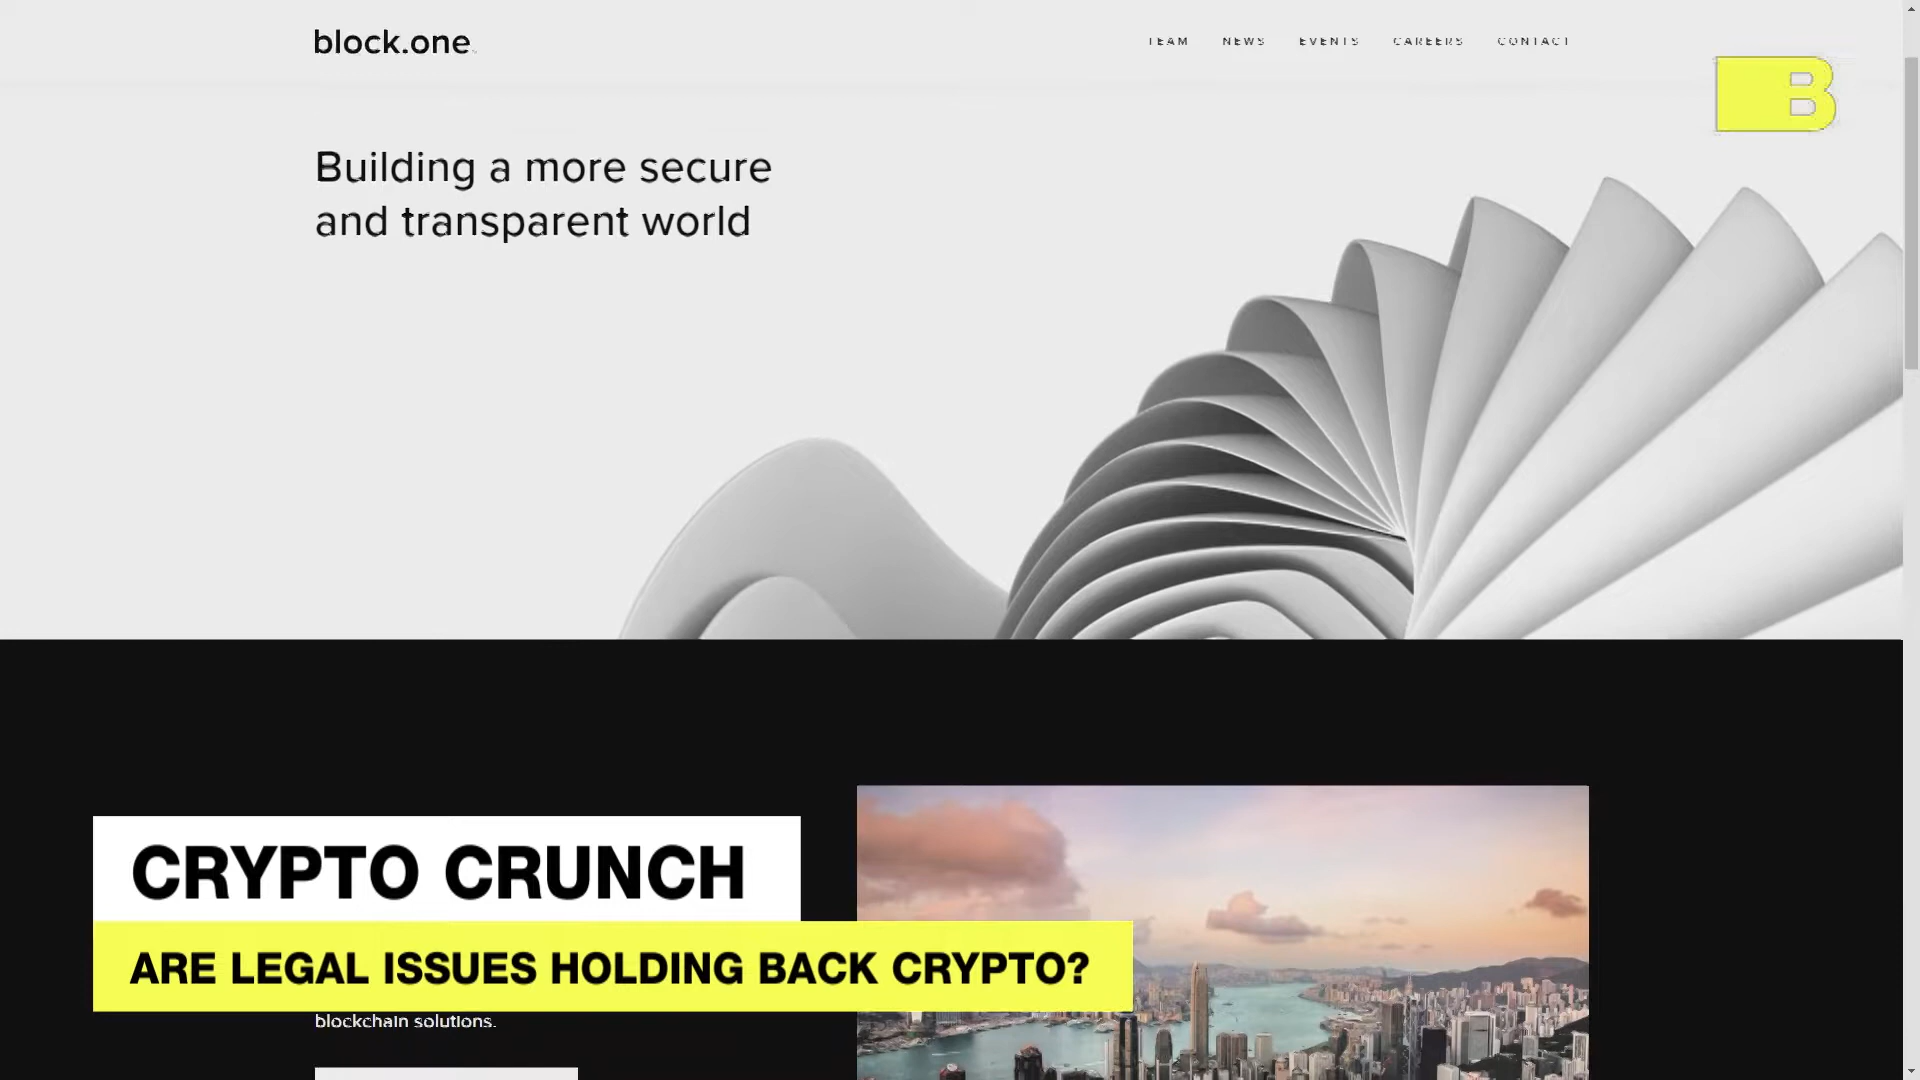 block.one
TEAM NEWS EVENTS CAREERS CONTACT
B
Building a more secure
and transparent world
CRYPTO CRUNCH
ARE LEGAL ISSUES HOLDING BACK CRYPTO?
blockchain solutions.